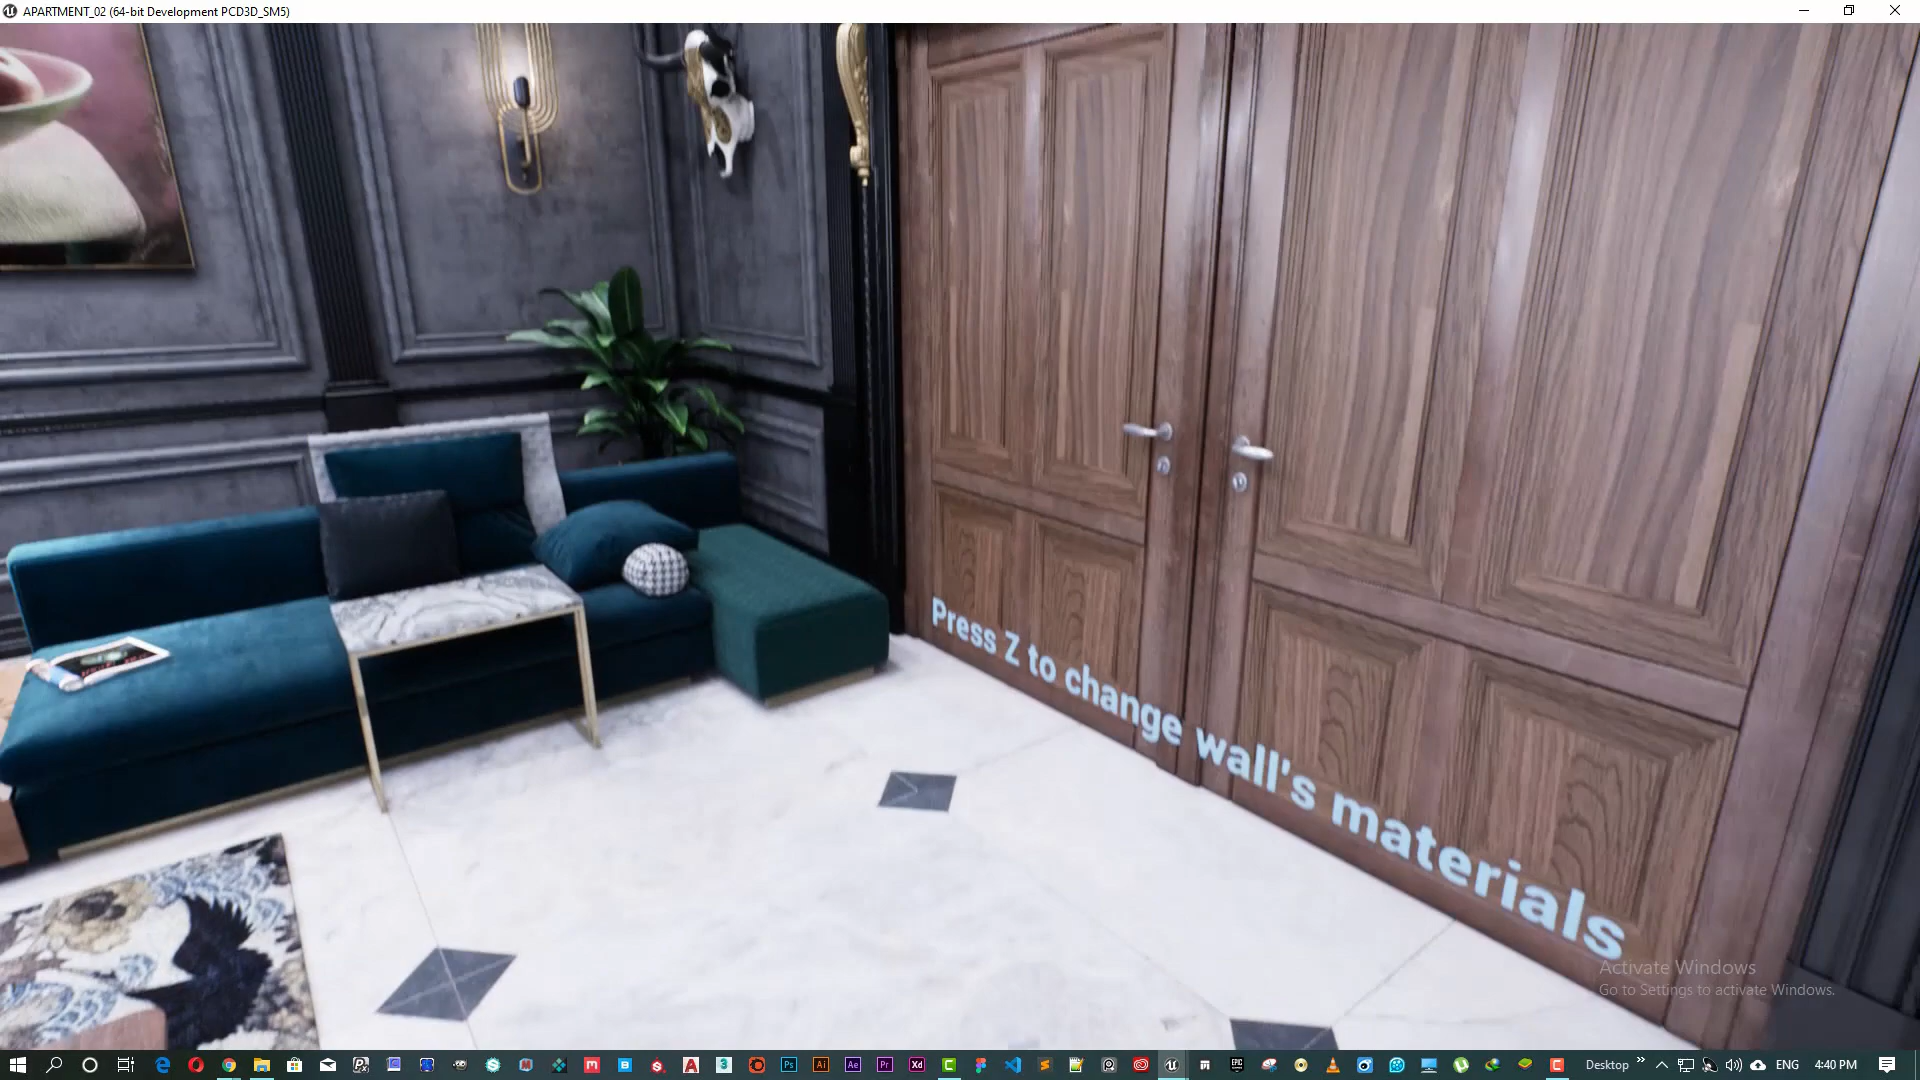 APARTMENT_02 (64-bit Development PCD3D_SM5)
Press Z to change wall's materials
Activate Windows
Go to Settings to activate Windows.
Desktop
ENG
4:40 PM